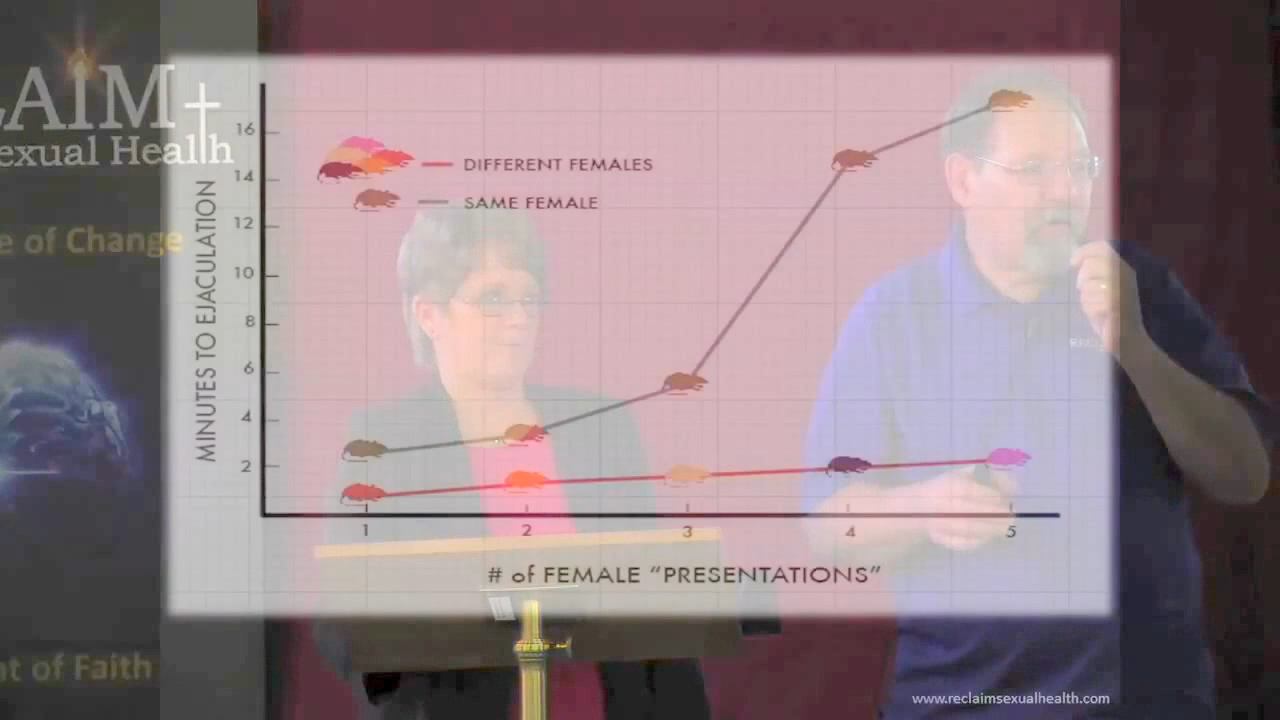 LAIM
exual Health
e of Change
nt of Faith
DIFFERENT FEMALES
SAME FEMALE
MINUTES TO EJACULATION
16
14
12
10
8
6
4
2
1 2 3 4 5
# of FEMALE “PRESENTATIONS”
www.reclaimsexualhealth.com